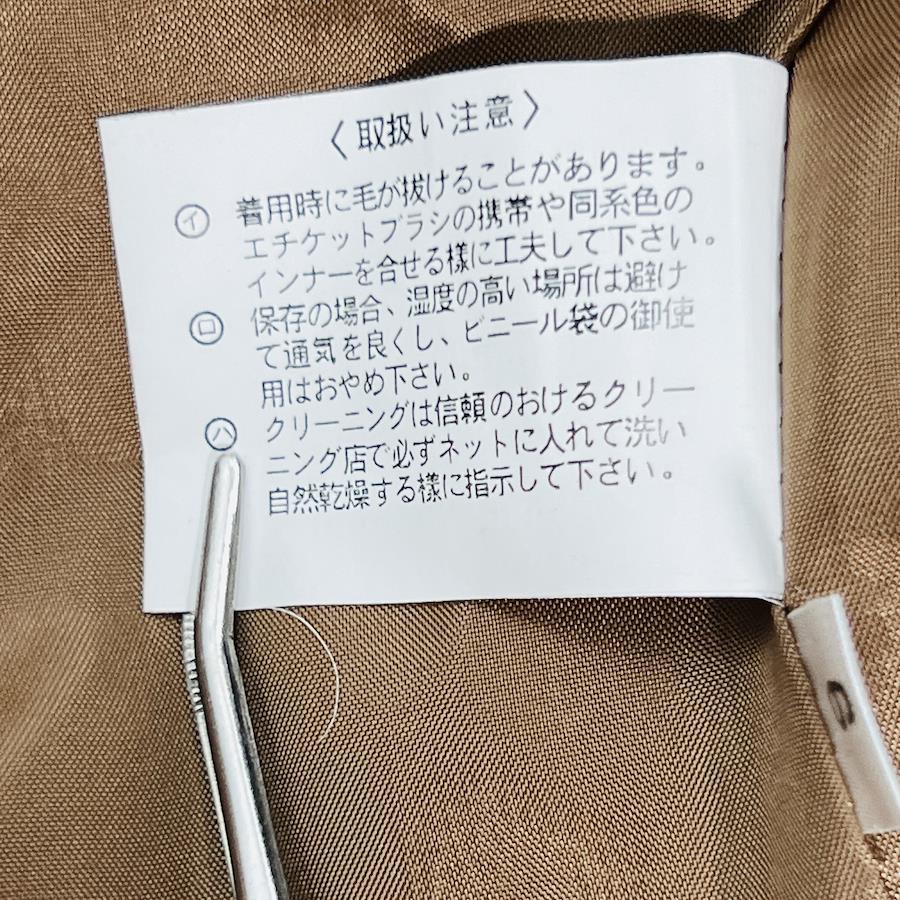 〈取扱い注意〉
㋑ 着用時に毛が抜けることがあります。
エチケットブラシの携帯や同系色の
インナーを合せる様に工夫して下さい。
㋺ 保存の場合、湿度の高い場所は避け
て通気を良くし、ビニール袋の御使
用はおやめ下さい。
㋩ クリーニングは信頼のおけるクリー
ニング店で必ずネットに入れて洗い
自然乾燥する様に指示して下さい。